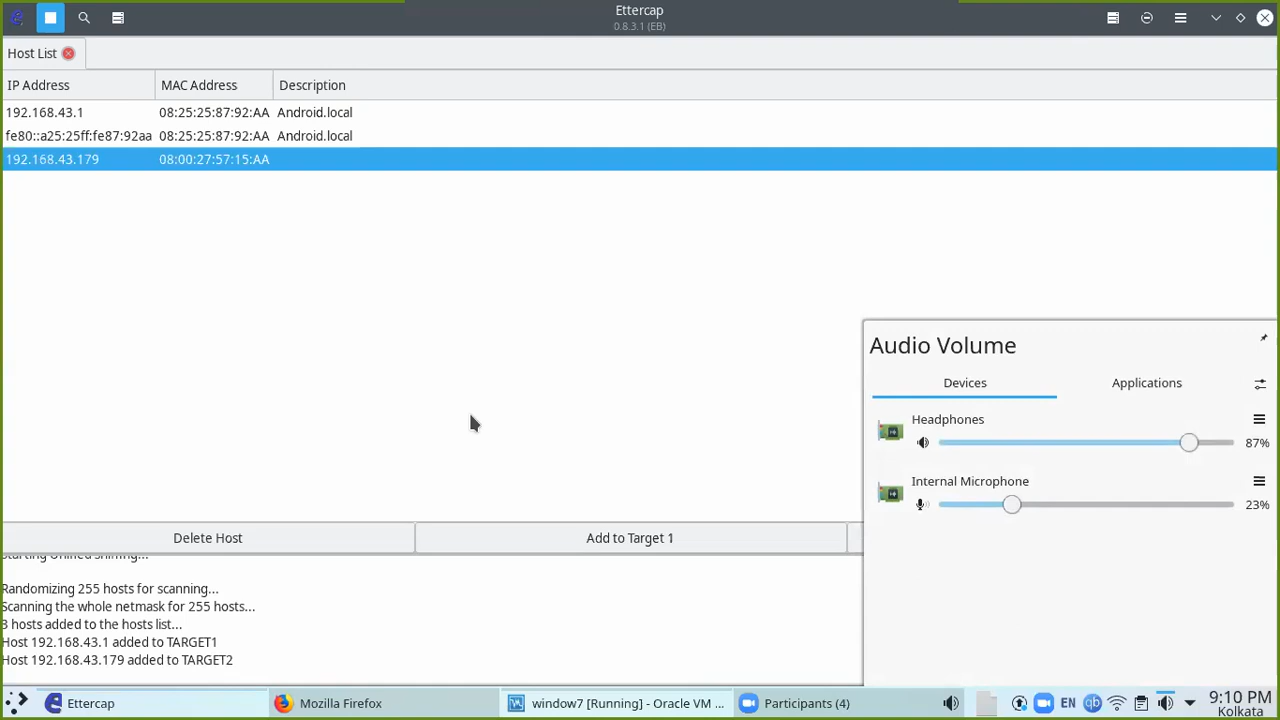 Ettercap
0.8.3.1 (EB)
Host List
IP Address MAC Address Description
192.168.43.1 08:25:25:87:92:AA Android.local
fe80::a25:25ff:fe87:92aa 08:25:25:87:92:AA Android.local
192.168.43.179 08:00:27:57:15:AA
Audio Volume
Devices Applications
Headphones
87%
Internal Microphone
23%
Delete Host Add to Target 1
Starting Unified sniffing...
Randomizing 255 hosts for scanning...
Scanning the whole netmask for 255 hosts...
3 hosts added to the hosts list...
Host 192.168.43.1 added to TARGET1
Host 192.168.43.179 added to TARGET2
Ettercap Mozilla Firefox window7 [Running] - Oracle VM ... Participants (4) EN qb 9:10 PM
Kolkata